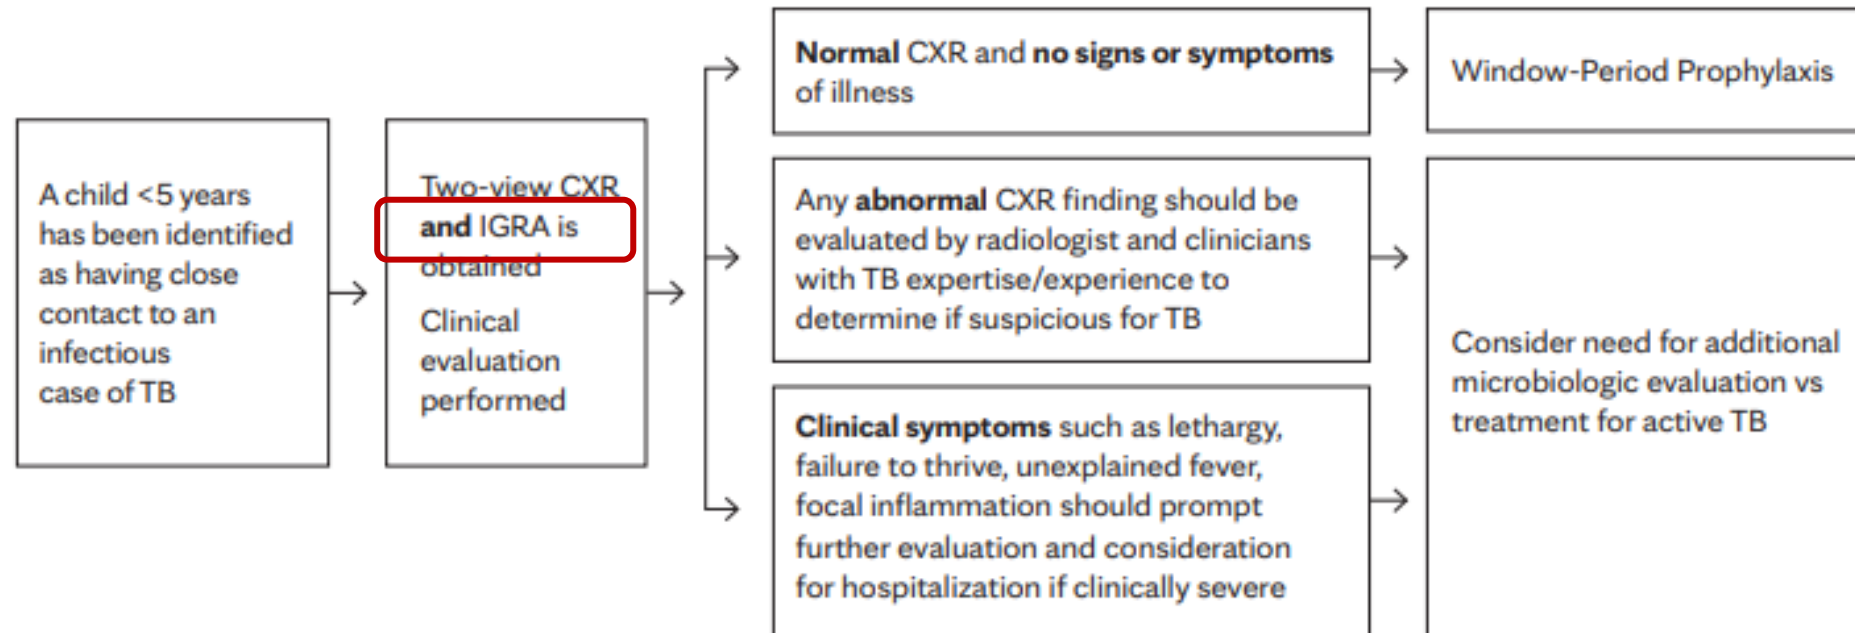 A child <5 years
has been identified
as having close
contact to an
infectious
case of TB
Two-view CXR
and IGRA is
obtained
Clinical
evaluation
performed
Normal CXR and no signs or symptoms
of illness
Window-Period Prophylaxis
Any abnormal CXR finding should be
evaluated by radiologist and clinicians
with TB expertise/experience to
determine if suspicious for TB
Clinical symptoms such as lethargy,
failure to thrive, unexplained fever,
focal inflammation should prompt
further evaluation and consideration
for hospitalization if clinically severe
Consider need for additional
microbiologic evaluation vs
treatment for active TB